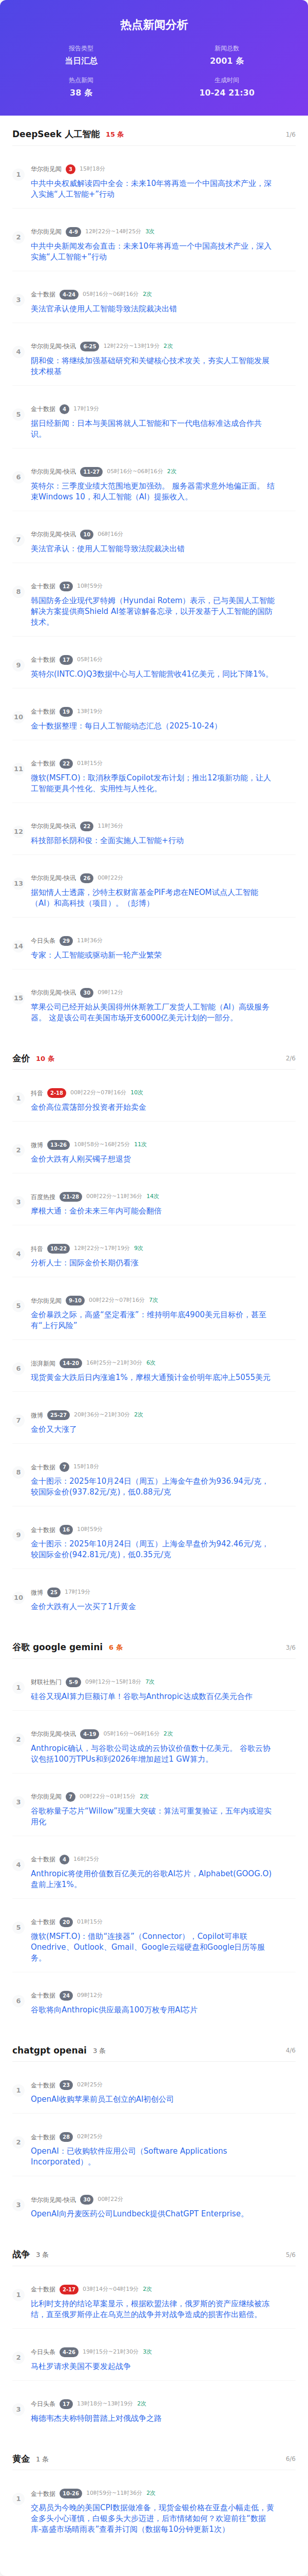 热点新闻分析
报告类型
新闻总数
当日汇总
2001 条
热点新闻
生成时间
38 条
10-24 21:30
DeepSeek 人工智能 15 条 1/6
1
华尔街见闻 3 15时18分
中共中央权威解读四中全会：未来10年将再造一个中国高技术产业，深
入实施“人工智能+”行动
2
华尔街见闻 4-9 12时22分~14时25分 3次
中共中央新闻发布会直击：未来10年将再造一个中国高技术产业，深入
实施“人工智能+”行动
3
金十数据 4-24 05时16分~06时16分 2次
美法官承认使用人工智能导致法院裁决出错
4
华尔街见闻-快讯 6-25 12时22分~13时19分 2次
阴和俊：将继续加强基础研究和关键核心技术攻关，夯实人工智能发展
技术根基
5
金十数据 4 17时19分
据日经新闻：日本与美国将就人工智能和下一代电信标准达成合作共
识。
6
华尔街见闻-快讯 11-27 05时16分~06时16分 2次
英特尔：三季度业绩大范围地更加强劲。 服务器需求意外地偏正面。 结
束Windows 10，和人工智能（AI）提振收入。
7
华尔街见闻-快讯 10 06时16分
美法官承认：使用人工智能导致法院裁决出错
8
金十数据 12 10时59分
韩国防务企业现代罗特姆（Hyundai Rotem）表示，已与美国人工智能
解决方案提供商Shield AI签署谅解备忘录，以开发基于人工智能的国防
技术。
9
金十数据 17 05时16分
英特尔(INTC.O)Q3数据中心与人工智能营收41亿美元，同比下降1%。
10
金十数据 19 13时19分
金十数据整理：每日人工智能动态汇总（2025-10-24）
11
金十数据 22 01时15分
微软(MSFT.O)：取消秋季版Copilot发布计划；推出12项新功能，让人
工智能更具个性化、实用性与人性化。
12
华尔街见闻-快讯 22 11时36分
科技部部长阴和俊：全面实施人工智能+行动
13
华尔街见闻-快讯 26 00时22分
据知情人士透露，沙特主权财富基金PIF考虑在NEOM试点人工智能
（AI）和高科技（项目）。（彭博）
14
今日头条 29 11时36分
专家：人工智能或驱动新一轮产业繁荣
15
华尔街见闻-快讯 30 09时12分
苹果公司已经开始从美国得州休斯敦工厂发货人工智能（AI）高级服务
器。 这是该公司在美国市场开支6000亿美元计划的一部分。
金价 10 条 2/6
1
抖音 2-18 00时22分~07时16分 10次
金价高位震荡部分投资者开始卖金
2
微博 13-26 10时58分~16时25分 11次
金价大跌有人刚买镯子想退货
3
百度热搜 21-28 00时22分~11时36分 14次
摩根大通：金价未来三年内可能会翻倍
4
抖音 10-22 12时22分~17时19分 9次
分析人士：国际金价长期仍看涨
5
华尔街见闻 9-10 00时22分~07时16分 7次
金价暴跌之际，高盛“坚定看涨”：维持明年底4900美元目标价，甚至
有“上行风险”
6
澎湃新闻 14-20 16时25分~21时30分 6次
现货黄金大跌后日内涨逾1%，摩根大通预计金价明年底冲上5055美元
7
微博 25-27 20时36分~21时30分 2次
金价又大涨了
8
金十数据 7 15时18分
金十图示：2025年10月24日（周五）上海金午盘价为936.94元/克，
较国际金价(937.82元/克)，低0.88元/克
9
金十数据 16 10时59分
金十图示：2025年10月24日（周五）上海金早盘价为942.46元/克，
较国际金价(942.81元/克)，低0.35元/克
10
微博 25 17时19分
金价大跌有人一次买了1斤黄金
谷歌 google gemini 6 条 3/6
1
财联社热门 5-9 09时12分~15时18分 7次
硅谷又现AI算力巨额订单！谷歌与Anthropic达成数百亿美元合作
2
华尔街见闻-快讯 4-19 05时16分~06时16分 2次
Anthropic确认，与谷歌公司达成的云协议价值数十亿美元。 谷歌云协
议包括100万TPUs和到2026年增加超过1 GW算力。
3
华尔街见闻 7 00时22分~01时15分 2次
谷歌称量子芯片“Willow”现重大突破：算法可重复验证，五年内或迎实
用化
4
金十数据 4 16时25分
Anthropic将使用价值数百亿美元的谷歌AI芯片，Alphabet(GOOG.O)
盘前上涨1%。
5
金十数据 20 01时15分
微软(MSFT.O)：借助“连接器”（Connector），Copilot可串联
Onedrive、Outlook、Gmail、Google云端硬盘和Google日历等服
务。
6
金十数据 24 09时12分
谷歌将向Anthropic供应最高100万枚专用AI芯片
chatgpt openai 3 条 4/6
1
金十数据 23 02时25分
OpenAI收购苹果前员工创立的AI初创公司
2
金十数据 28 02时25分
OpenAI：已收购软件应用公司（Software Applications
Incorporated）。
3
华尔街见闻-快讯 30 00时22分
OpenAI向丹麦医药公司Lundbeck提供ChatGPT Enterprise。
战争 3 条 5/6
1
金十数据 2-17 03时14分~04时19分 2次
比利时支持的结论草案显示，根据欧盟法律，俄罗斯的资产应继续被冻
结，直至俄罗斯停止在乌克兰的战争并对战争造成的损害作出赔偿。
2
今日头条 4-26 19时15分~21时30分 3次
马杜罗请求美国不要发起战争
3
今日头条 17 13时18分~13时19分 2次
梅德韦杰夫称特朗普踏上对俄战争之路
黄金 1 条 6/6
1
金十数据 10-26 10时59分~11时36分 2次
交易员为今晚的美国CPI数据做准备，现货金银价格在亚盘小幅走低，黄
金多头小心谨慎，白银多头大步迈进，后市情绪如何？欢迎前往“数据
库-嘉盛市场晴雨表”查看并订阅（数据每10分钟更新1次）